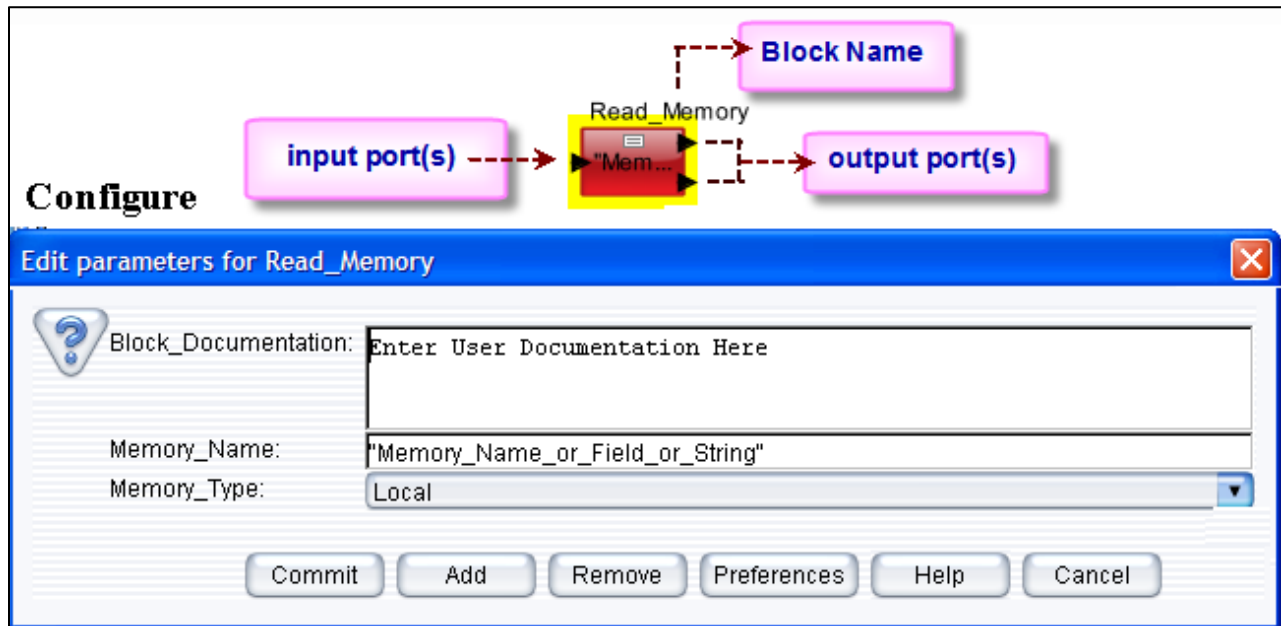 Block Name
Read_Memory
input port(s)
"Mem...
output port(s)
Configure
Edit parameters for Read_Memory
Block_Documentation:
Enter User Documentation Here
Memory_Name:
"Memory_Name_or_Field_or_String"
Memory_Type:
Local
Commit Add Remove Preferences Help Cancel